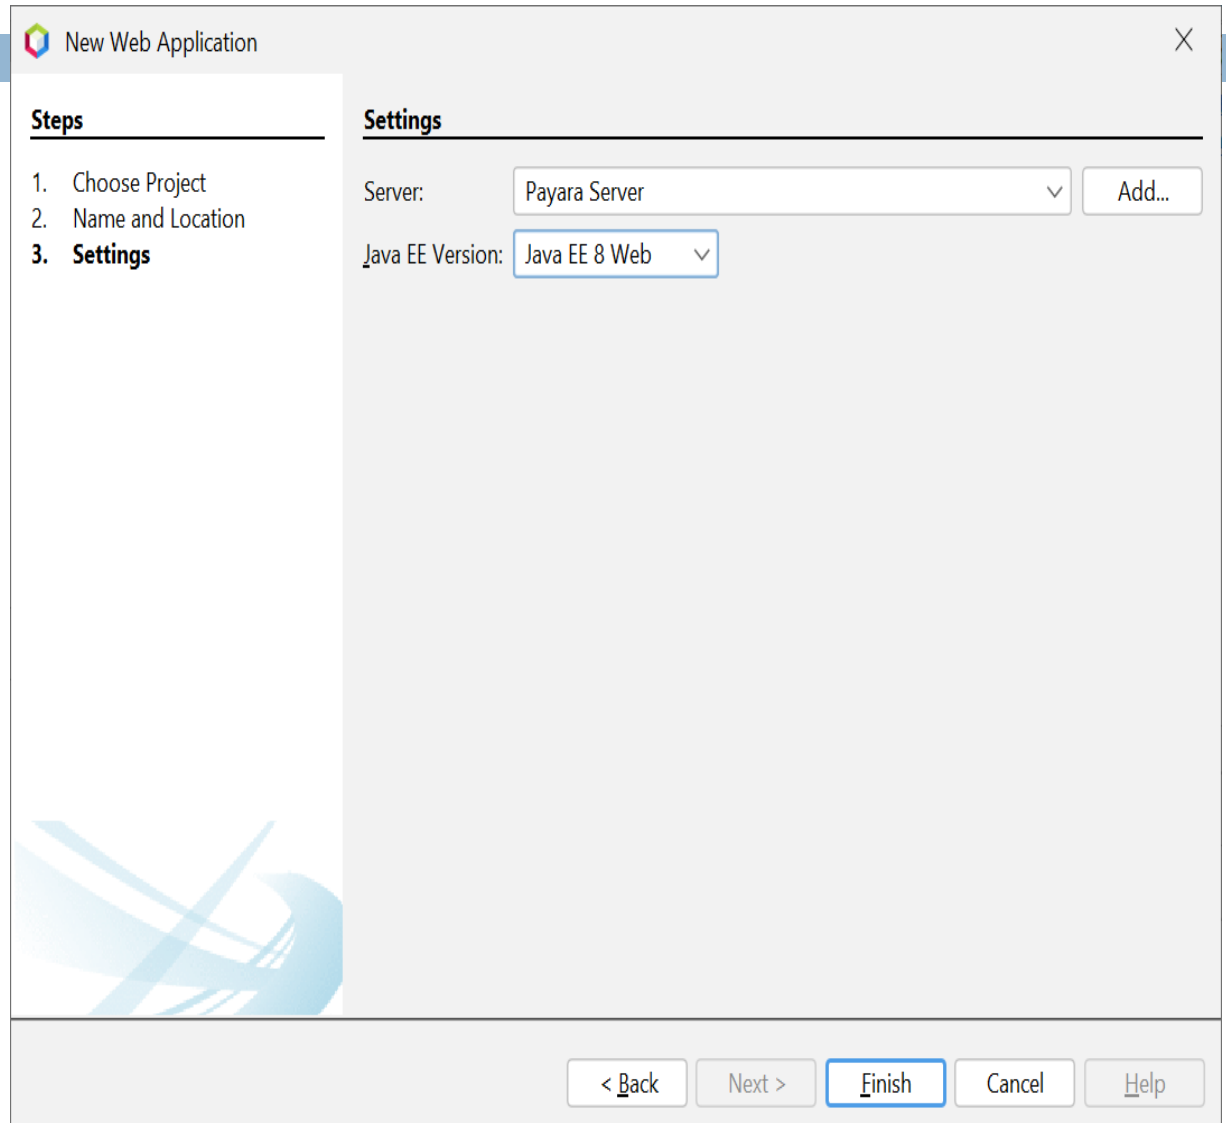 New Web Application
Steps
1. Choose Project
2. Name and Location
3. Settings
Settings
Server: Payara Server Add...
Java EE Version: Java EE 8 Web
< Back Next > Finish Cancel Help